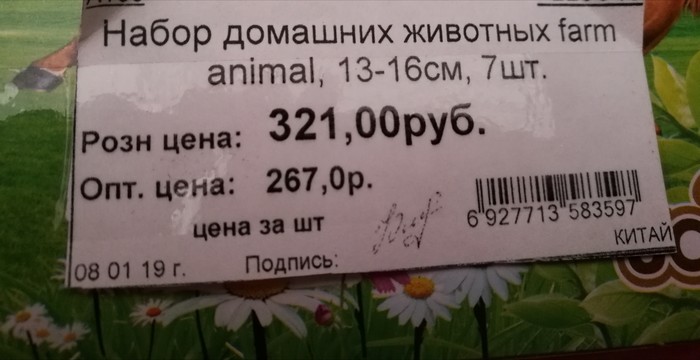 Набор домашних животных farm
animal, 13-16см, 7шт.
Розн цена: 321,00руб.
Опт. цена: 267,0р.
цена за шт
6 927713 583597
КИТАЙ
08 01 19 г. Подпись: